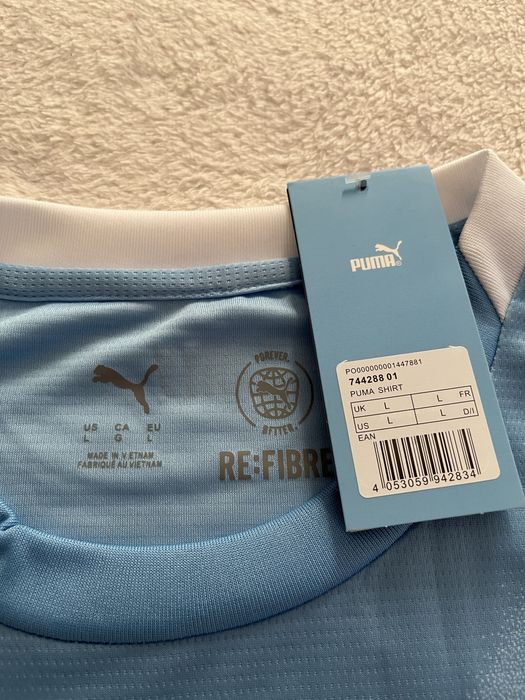 PUMA®
PO000000001447881
744288 01
PUMA SHIRT
UK L L FR
US L L D/I
EAN
4 053059 942834
FOREVER.
BETTER.
US CA EU
L G L
MADE IN VIETNAM
FABRIQUÉ AU VIETNAM
RE:FIBRE